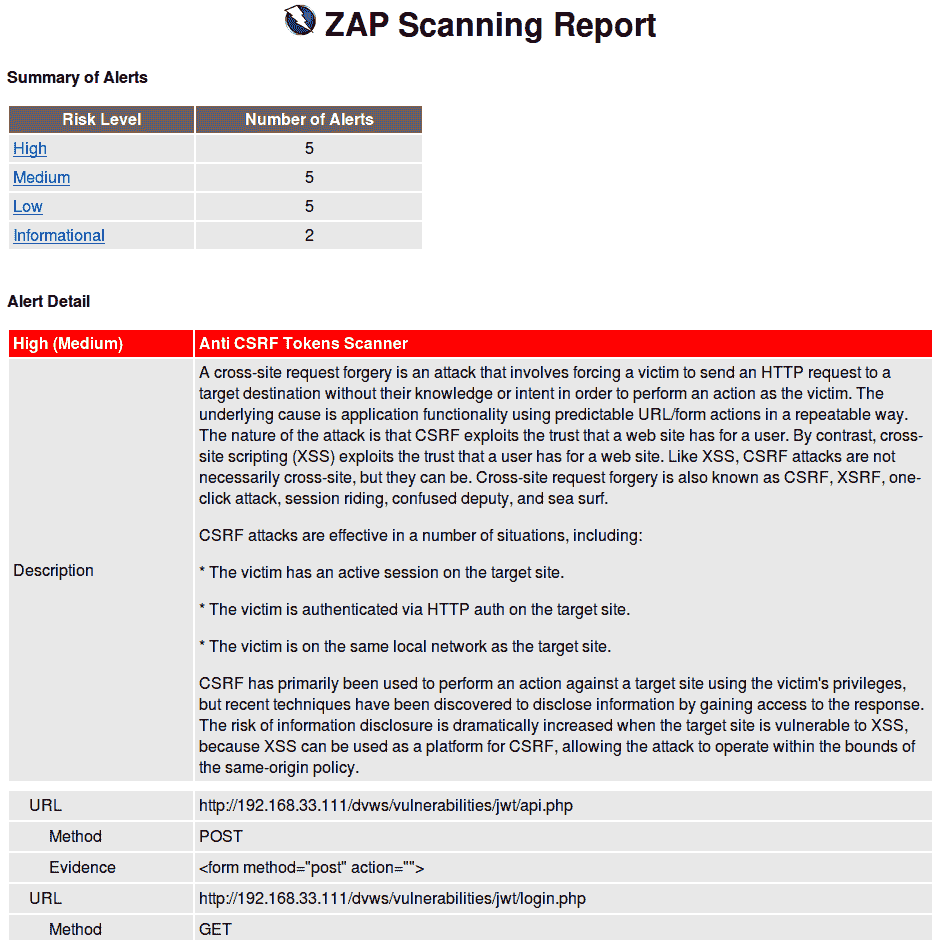 ZAP Scanning Report
Summary of Alerts
Risk Level Number of Alerts
High 5
Medium 5
Low 5
Informational 2
Alert Detail
High (Medium) Anti CSRF Tokens Scanner
A cross-site request forgery is an attack that involves forcing a victim to send an HTTP request to a
target destination without their knowledge or intent in order to perform an action as the victim. The
underlying cause is application functionality using predictable URL/form actions in a repeatable way.
The nature of the attack is that CSRF exploits the trust that a web site has for a user. By contrast, cross-
site scripting (XSS) exploits the trust that a user has for a web site. Like XSS, CSRF attacks are not
necessarily cross-site, but they can be. Cross-site request forgery is also known as CSRF, XSRF, one-
click attack, session riding, confused deputy, and sea surf.
CSRF attacks are effective in a number of situations, including:
Description
* The victim has an active session on the target site.
* The victim is authenticated via HTTP auth on the target site.
* The victim is on the same local network as the target site.
CSRF has primarily been used to perform an action against a target site using the victim's privileges,
but recent techniques have been discovered to disclose information by gaining access to the response.
The risk of information disclosure is dramatically increased when the target site is vulnerable to XSS,
because XSS can be used as a platform for CSRF, allowing the attack to operate within the bounds of
the same-origin policy.
URL http://192.168.33.111/dvws/vulnerabilities/jwt/api.php
Method POST
Evidence <form method="post" action="">
URL http://192.168.33.111/dvws/vulnerabilities/jwt/login.php
Method GET